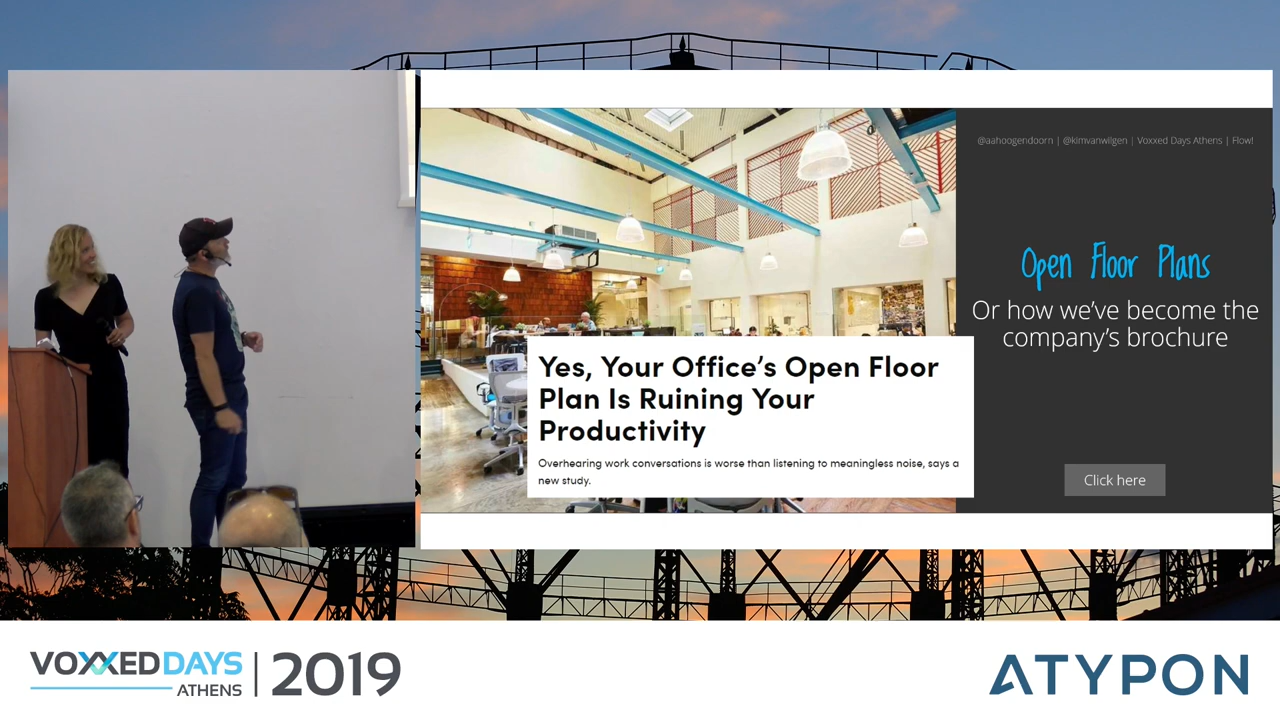 @aahoogendoorn | @kimvanwilgen | Voxxed Days Athens | Flow!
Open Floor Plans
Or how we've become the
company's brochure
Yes, Your Office's Open Floor
Plan Is Ruining Your
Productivity
Overhearing work conversations is worse than listening to meaningless noise, says a
new study.
Click here
VOXXED DAYS
ATHENS
2019
ATYPON